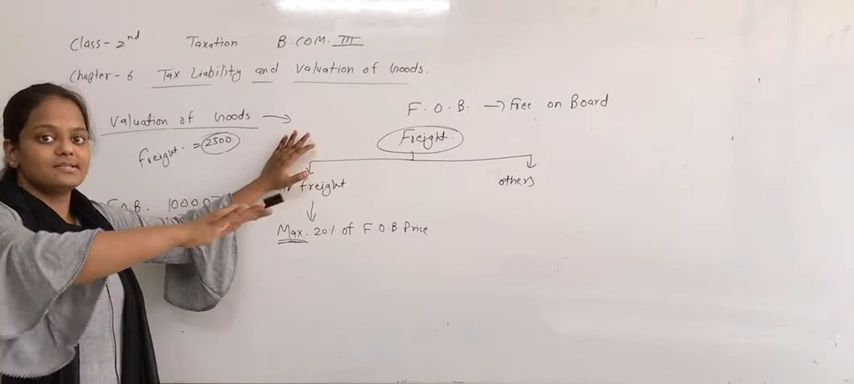 Class - 2nd Taxation B.COM. III
Chapter - 6 Tax Liability and Valuation of Goods.
F. O. B. → Free on Board
Valuation of Goods →
Freight
Freight = 2500
freight others
F.O.B. 10000
Max. 20% of F O.B Price